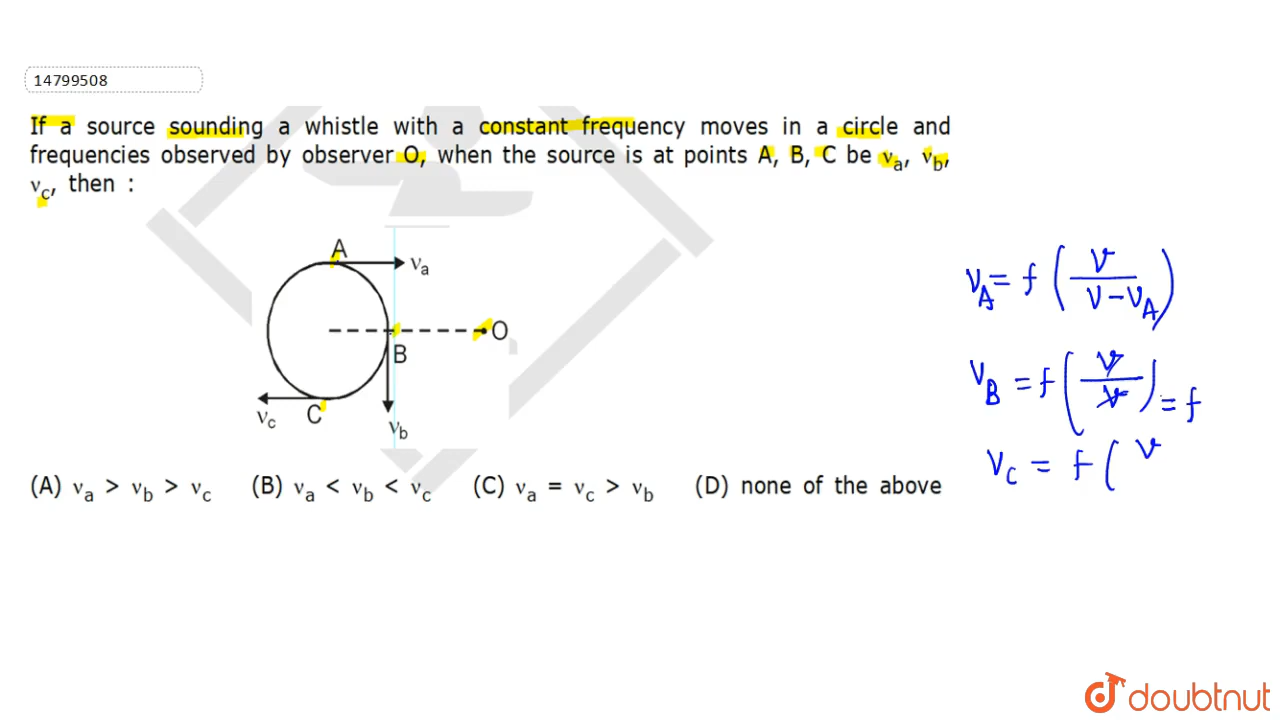 14799508
If a source sounding a whistle with a constant frequency moves in a circle and
frequencies observed by observer O, when the source is at points A, B, C be νa, νb,
νc, then :
A
νa
O
B
C
νc
νb
(A) νa > νb > νc (B) νa < νb < νc (C) νa = νc > νb (D) none of the above
νA = f (v / v - vA)
νB = f (v / v) = f
νC = f ( v
doubtnut